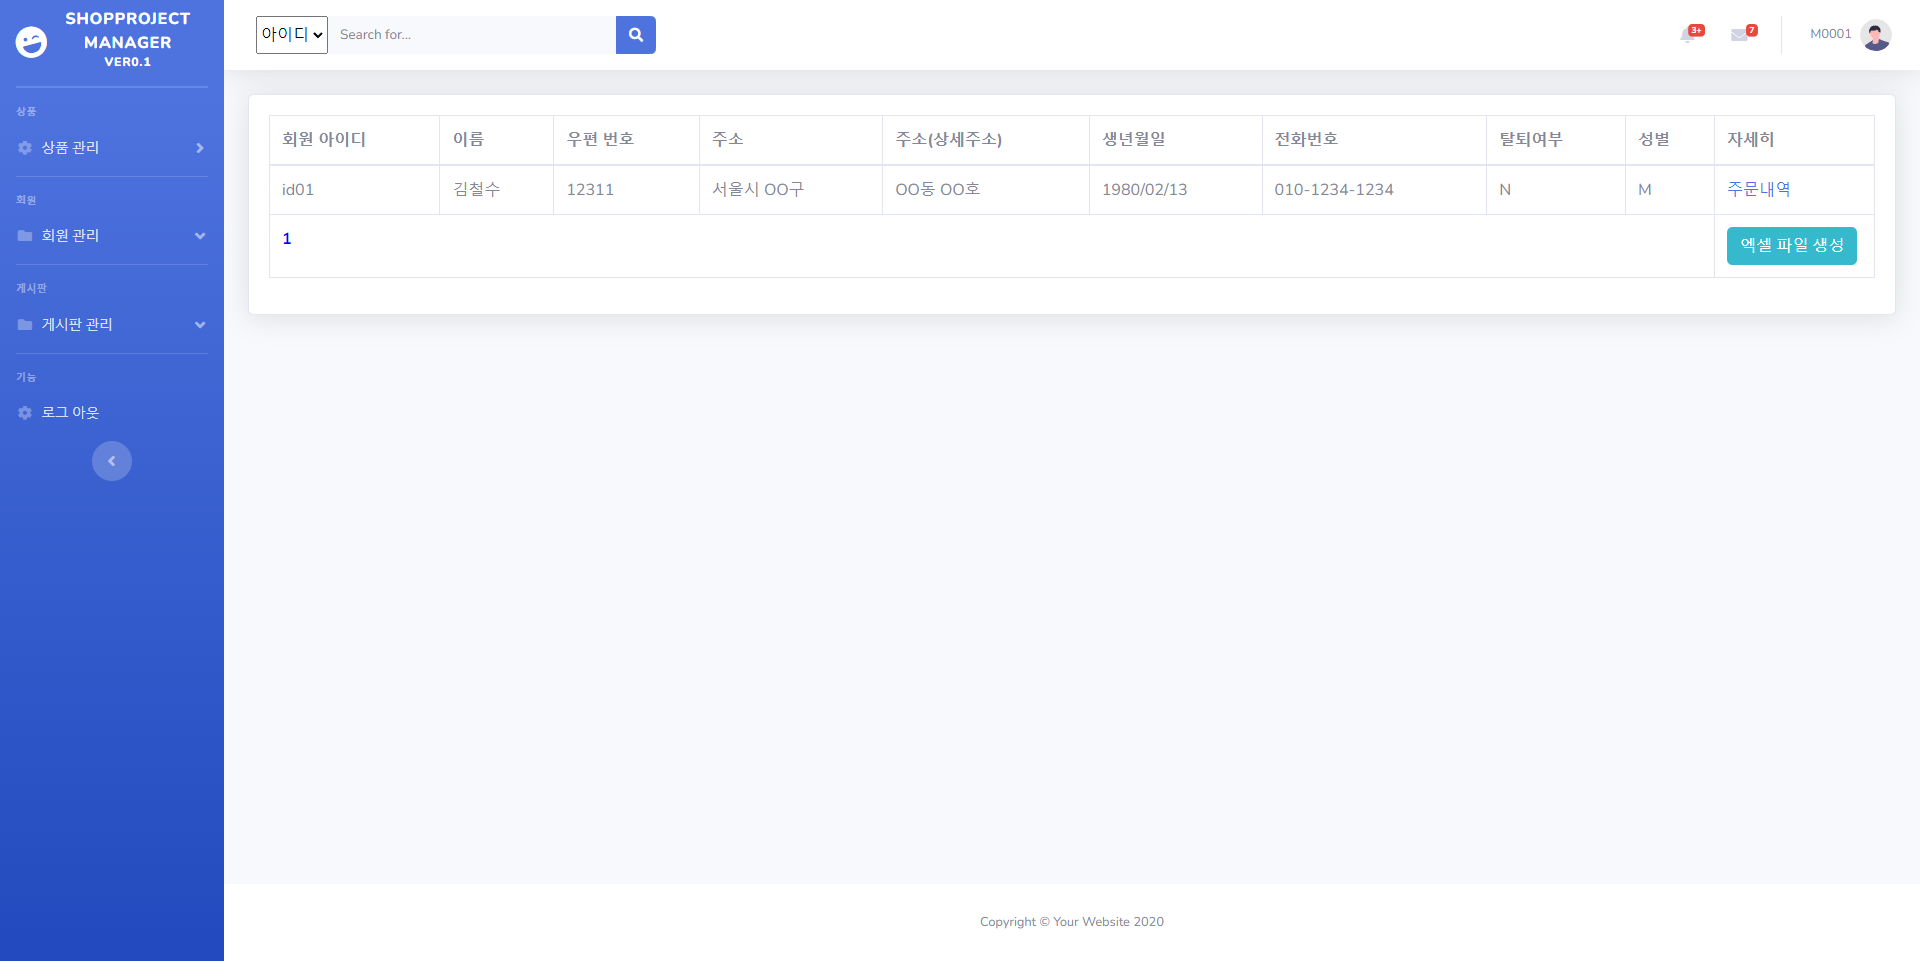 SHOPPROJECT
MANAGER
VER0.1
상품
상품 관리
회원
회원 관리
게시판
게시판 관리
기능
로그 아웃
아이디 Search for...
3+ 7 M0001
회원 아이디 이름 우편 번호 주소 주소(상세주소) 생년월일 전화번호 탈퇴여부 성별 자세히
id01 김철수 12311 서울시 OO구 OO동 OO호 1980/02/13 010-1234-1234 N M 주문내역
1 엑셀 파일 생성
Copyright © Your Website 2020